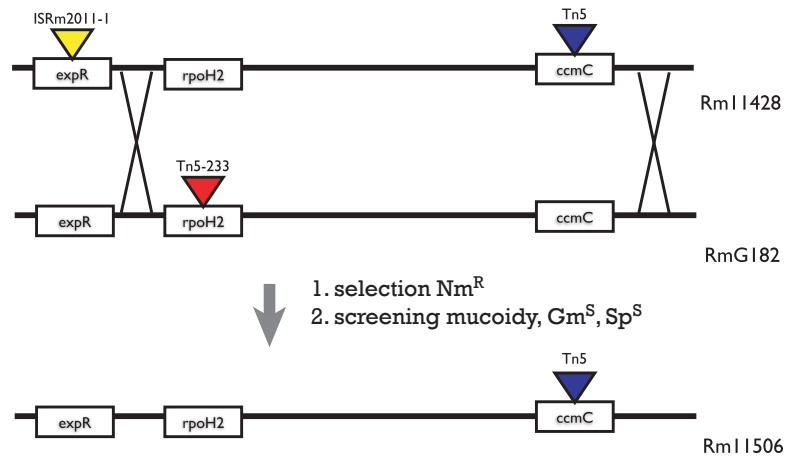 ISRm2011-1
Tn5
expR
rpoH2
ccmC
Rm11428
Tn5-233
expR
rpoH2
ccmC
RmG182
1. selection Nm^R
2. screening mucoidy, Gm^S, Sp^S
Tn5
expR
rpoH2
ccmC
Rm11506